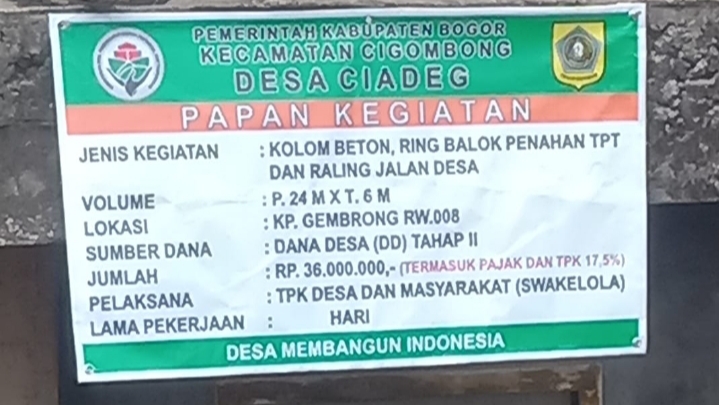 PEMERINTAH KABUPATEN BOGOR
KECAMATAN CIGOMBONG
DESA CIADEG
PAPAN KEGIATAN
JENIS KEGIATAN : KOLOM BETON, RING BALOK PENAHAN TPT
DAN RALING JALAN DESA
VOLUME : P. 24 M X T. 6 M
LOKASI : KP. GEMBRONG RW.008
SUMBER DANA : DANA DESA (DD) TAHAP II
JUMLAH : RP. 36.000.000,- (TERMASUK PAJAK DAN TPK 17,5%)
PELAKSANA : TPK DESA DAN MASYARAKAT (SWAKELOLA)
LAMA PEKERJAAN : HARI
DESA MEMBANGUN INDONESIA